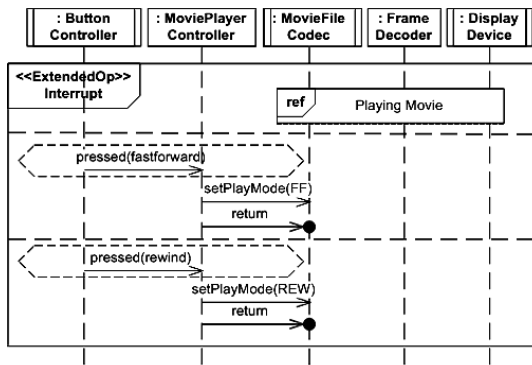 : Button
Controller
: MoviePlayer
Controller
: MovieFile
Codec
: Frame
Decoder
: Display
Device
<<ExtendedOp>>
Interrupt
ref
Playing Movie
pressed(fastforward)
setPlayMode(FF)
return
pressed(rewind)
setPlayMode(REW)
return